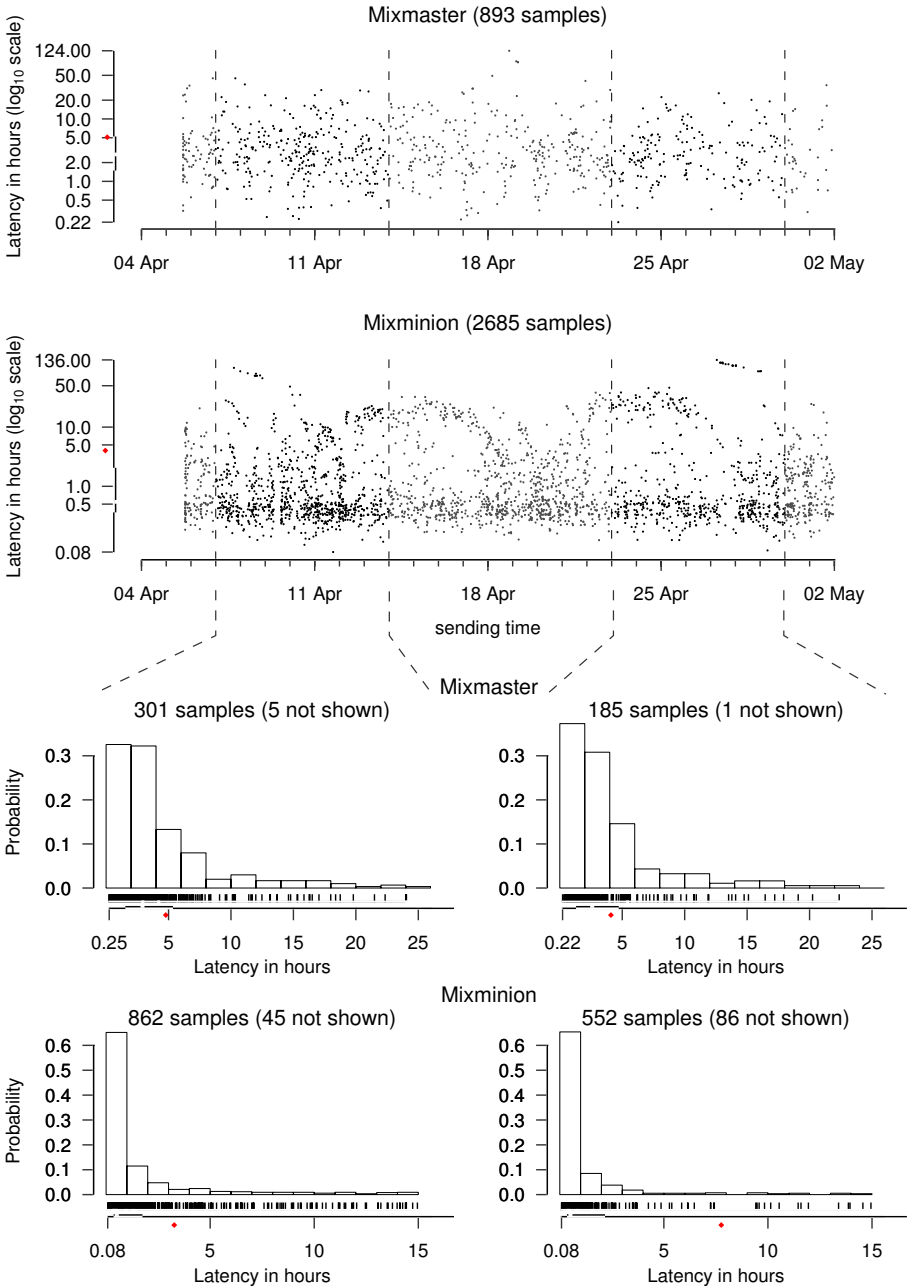 Mixmaster (893 samples)
Latency in hours (log10 scale)
124.00
50.0
20.0
10.0
5.0
2.0
1.0
0.5
0.22
04 Apr 11 Apr 18 Apr 25 Apr 02 May
Mixminion (2685 samples)
Latency in hours (log10 scale)
136.00
50.0
10.0
5.0
1.0
0.5
0.08
04 Apr 11 Apr 18 Apr 25 Apr 02 May
sending time
Mixmaster
301 samples (5 not shown)
Probability
0.3
0.2
0.1
0.0
0.25 5 10 15 20 25
Latency in hours
185 samples (1 not shown)
0.3
0.2
0.1
0.0
0.22 5 10 15 20 25
Latency in hours
Mixminion
862 samples (45 not shown)
Probability
0.6
0.5
0.4
0.3
0.2
0.1
0.0
0.08 5 10 15
Latency in hours
552 samples (86 not shown)
0.6
0.5
0.4
0.3
0.2
0.1
0.0
0.08 5 10 15
Latency in hours